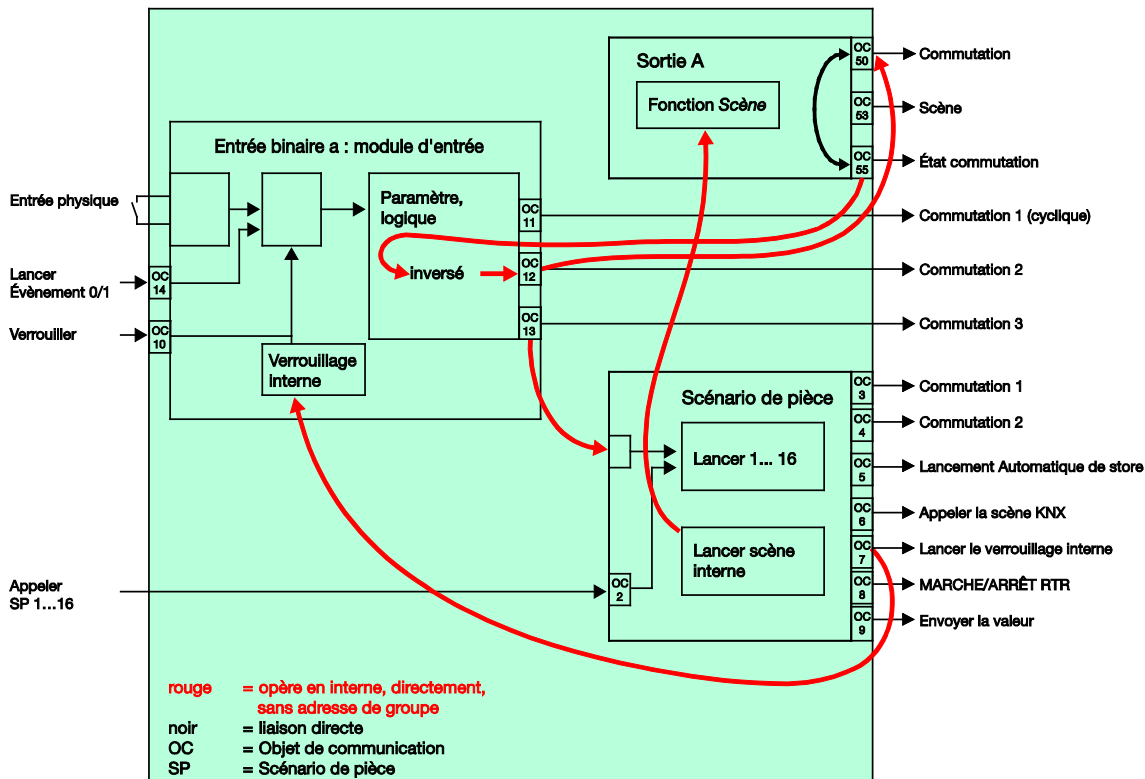 Sortie A
OC
50
Commutation
Fonction Scène
OC
53
Scène
OC
55
État commutation
Entrée binaire a : module d'entrée
Entrée physique
Paramètre,
logique
OC
11
Commutation 1 (cyclique)
inversé
OC
12
Commutation 2
Lancer
Évènement 0/1
OC
14
OC
13
Commutation 3
Verrouiller
OC
10
Verrouillage
interne
Scénario de pièce
OC
3
Commutation 1
OC
4
Commutation 2
Lancer 1... 16
OC
5
Lancement Automatique de store
OC
6
Appeler la scène KNX
Lancer scène
interne
OC
7
Lancer le verrouillage interne
Appeler
SP 1...16
OC
2
OC
8
MARCHE/ARRÊT RTR
OC
9
Envoyer la valeur
rouge = opère en interne, directement,
sans adresse de groupe
noir = liaison directe
OC = Objet de communication
SP = Scénario de pièce